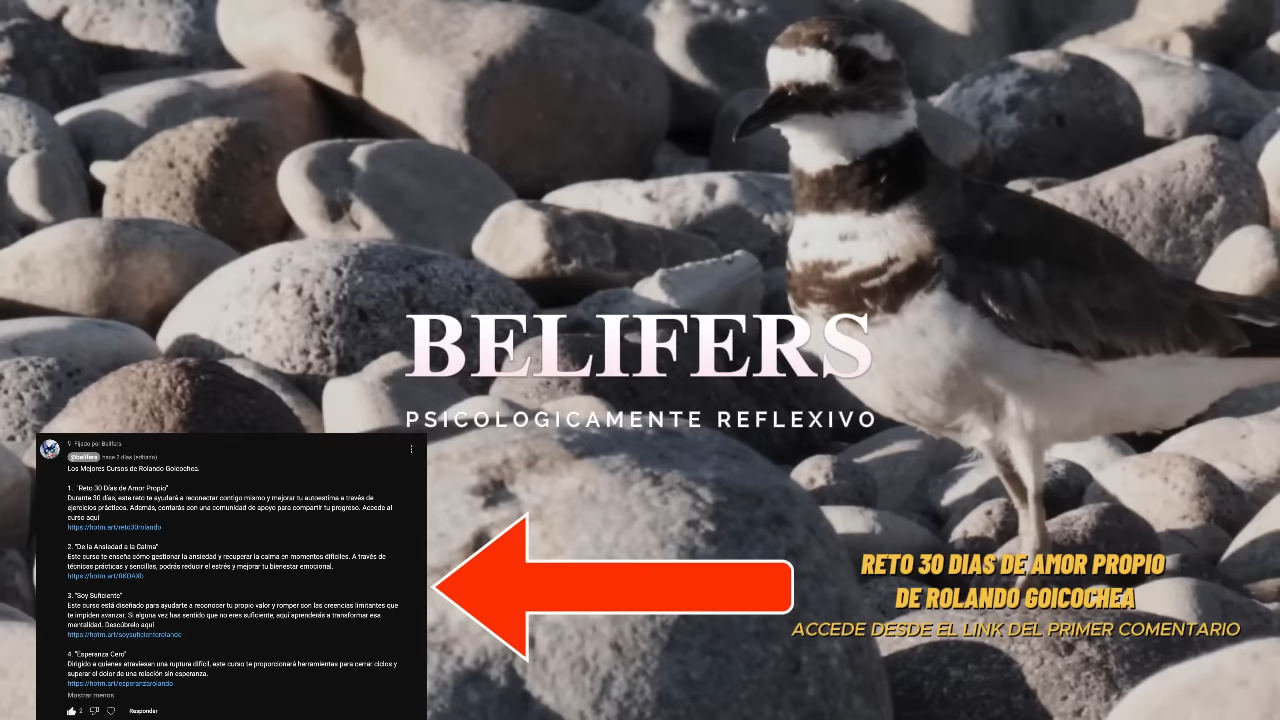 BELIFERS
PSICOLOGICAMENTE REFLEXIVO
Fijado por Belifers
@belifers hace 2 días (editado)
Los Mejores Cursos de Rolando Goicochea.
1. "Reto 30 Días de Amor Propio"
Durante 30 días, este reto te ayudará a reconectar contigo mismo y mejorar tu autoestima a través de
ejercicios prácticos. Además, contarás con una comunidad de apoyo para compartir tu progreso. Accede al
curso aquí
https://hotm.art/reto30rolando
2. "De la Ansiedad a la Calma"
Este curso te enseña cómo gestionar la ansiedad y recuperar la calma en momentos difíciles. A través de
técnicas prácticas y sencillas, podrás reducir el estrés y mejorar tu bienestar emocional.
3. "Soy Suficiente"
Este curso está diseñado para ayudarte a reconocer tu propio valor y romper con las creencias limitantes que
te impiden avanzar. Si alguna vez has sentido que no eres suficiente, aquí aprenderás a transformar esa
mentalidad. Descúbrelo aquí
https://hotm.art/soysuficienterolando
4. "Esperanza Cero"
Dirigido a quienes atraviesan una ruptura difícil, este curso te proporcionará herramientas para cerrar ciclos y
superar el dolor de una relación sin esperanza.
https://hotm.art/esperanzarolando
Mostrar menos
2 Responder
RETO 30 DIAS DE AMOR PROPIO
DE ROLANDO GOICOCHEA
ACCEDE DESDE EL LINK DEL PRIMER COMENTARIO